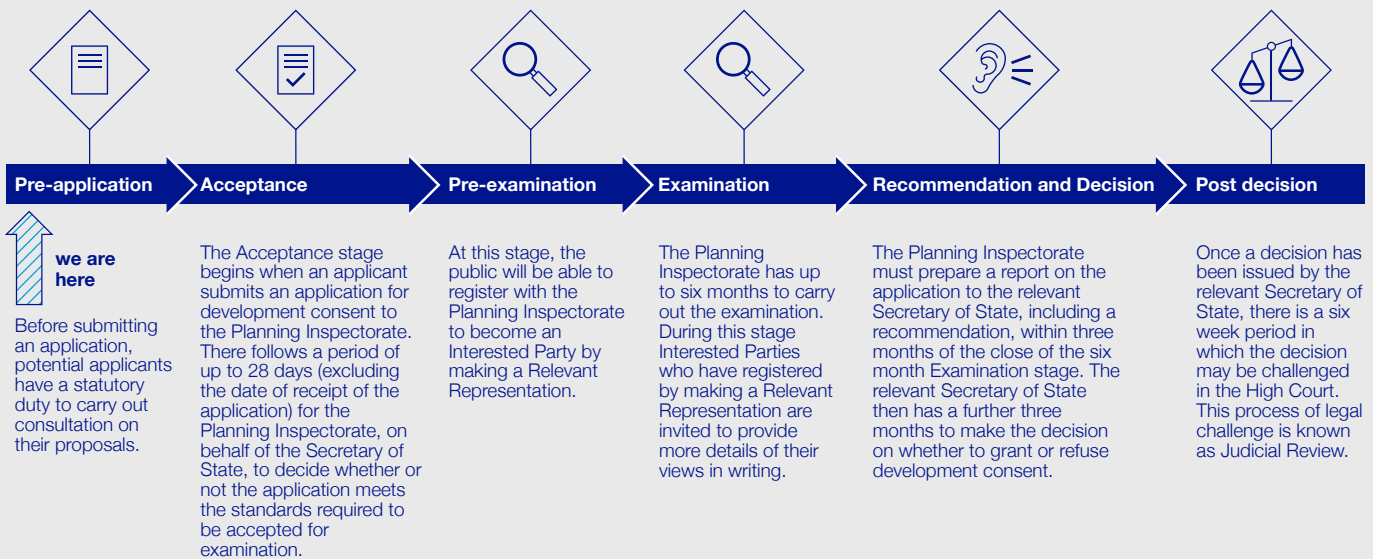 Pre-application
Acceptance
Pre-examination
Examination
Recommendation and Decision
Post decision
we are
here
Before submitting
an application,
potential applicants
have a statutory
duty to carry out
consultation on
their proposals.
The Acceptance stage
begins when an applicant
submits an application for
development consent to
the Planning Inspectorate.
There follows a period of
up to 28 days (excluding
the date of receipt of the
application) for the
Planning Inspectorate, on
behalf of the Secretary of
State, to decide whether or
not the application meets
the standards required to
be accepted for
examination.
At this stage, the
public will be able to
register with the
Planning Inspectorate
to become an
Interested Party by
making a Relevant
Representation.
The Planning
Inspectorate has up
to six months to carry
out the examination.
During this stage
Interested Parties
who have registered
by making a Relevant
Representation are
invited to provide
more details of their
views in writing.
The Planning Inspectorate
must prepare a report on the
application to the relevant
Secretary of State, including a
recommendation, within three
months of the close of the six
month Examination stage. The
relevant Secretary of State
then has a further three
months to make the decision
on whether to grant or refuse
development consent.
Once a decision has
been issued by the
relevant Secretary of
State, there is a six
week period in
which the decision
may be challenged
in the High Court.
This process of legal
challenge is known
as Judicial Review.